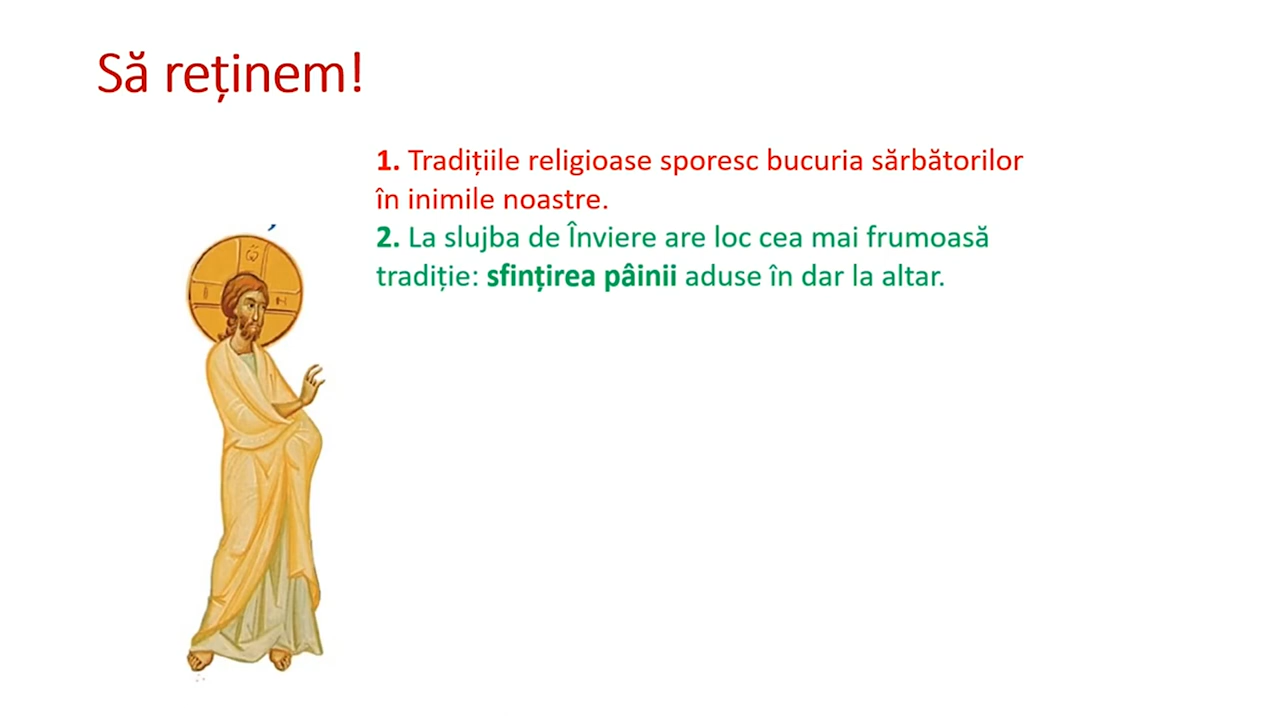 Să reținem!
1. Tradițiile religioase sporesc bucuria sărbătorilor
în inimile noastre.
2. La slujba de Înviere are loc cea mai frumoasă
tradiție: sfințirea pâinii aduse în dar la altar.